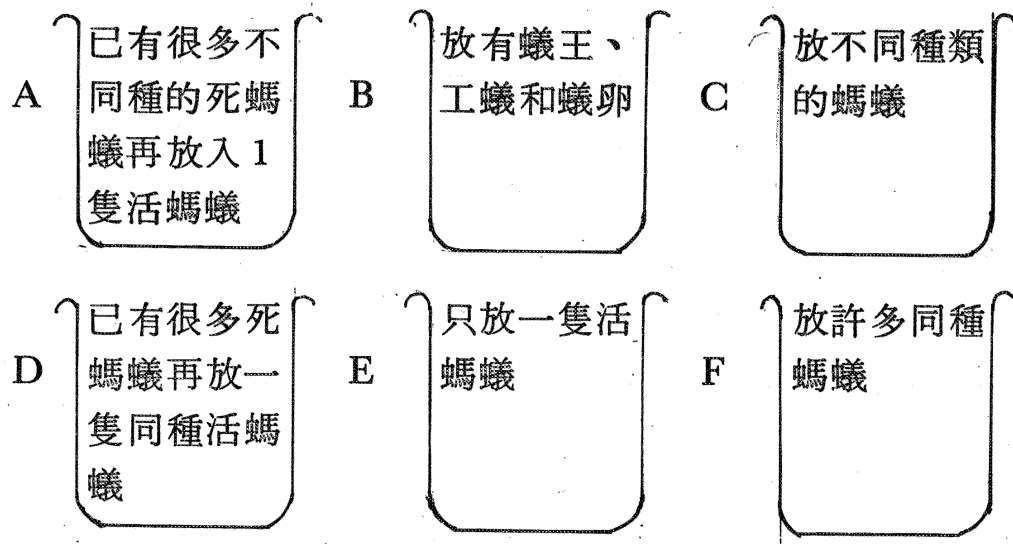 A
已有很多不
同種的死螞
蟻再放入1
隻活螞蟻
B
放有蟻王、
工蟻和蟻卵
C
放不同種類
的螞蟻
D
已有很多死
螞蟻再放一
隻同種活螞
蟻
E
只放一隻活
螞蟻
F
放許多同種
螞蟻